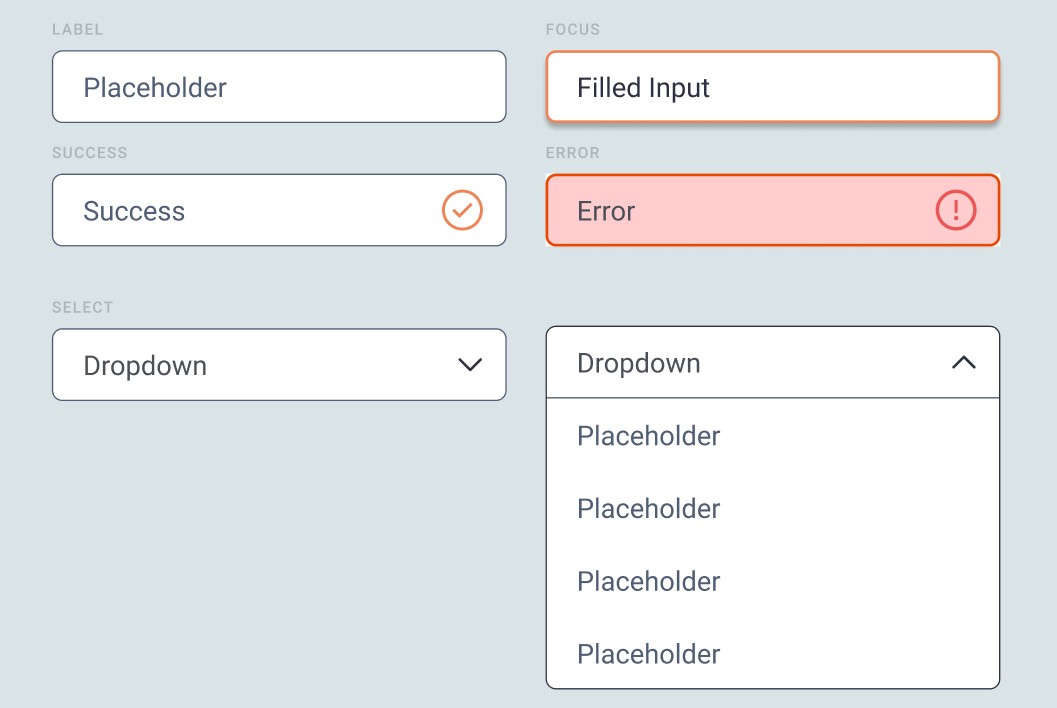 LABEL
Placeholder
FOCUS
Filled Input
SUCCESS
Success
ERROR
Error
SELECT
Dropdown
Dropdown
Placeholder
Placeholder
Placeholder
Placeholder